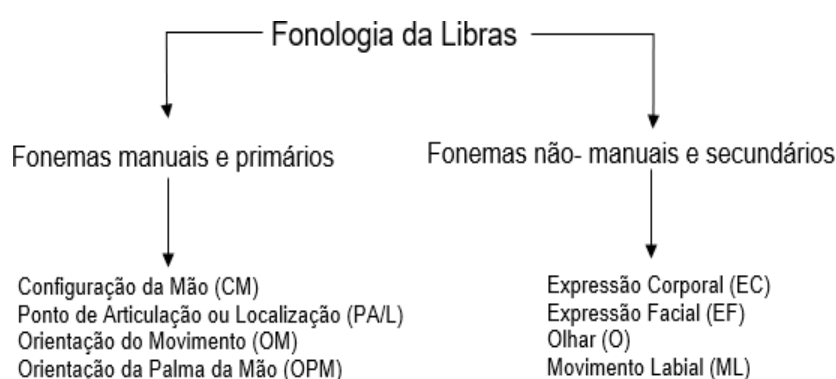 Fonologia da Libras
Fonemas manuais e primários
Fonemas não- manuais e secundários
Configuração da Mão (CM)
Ponto de Articulação ou Localização (PA/L)
Orientação do Movimento (OM)
Orientação da Palma da Mão (OPM)
Expressão Corporal (EC)
Expressão Facial (EF)
Olhar (O)
Movimento Labial (ML)